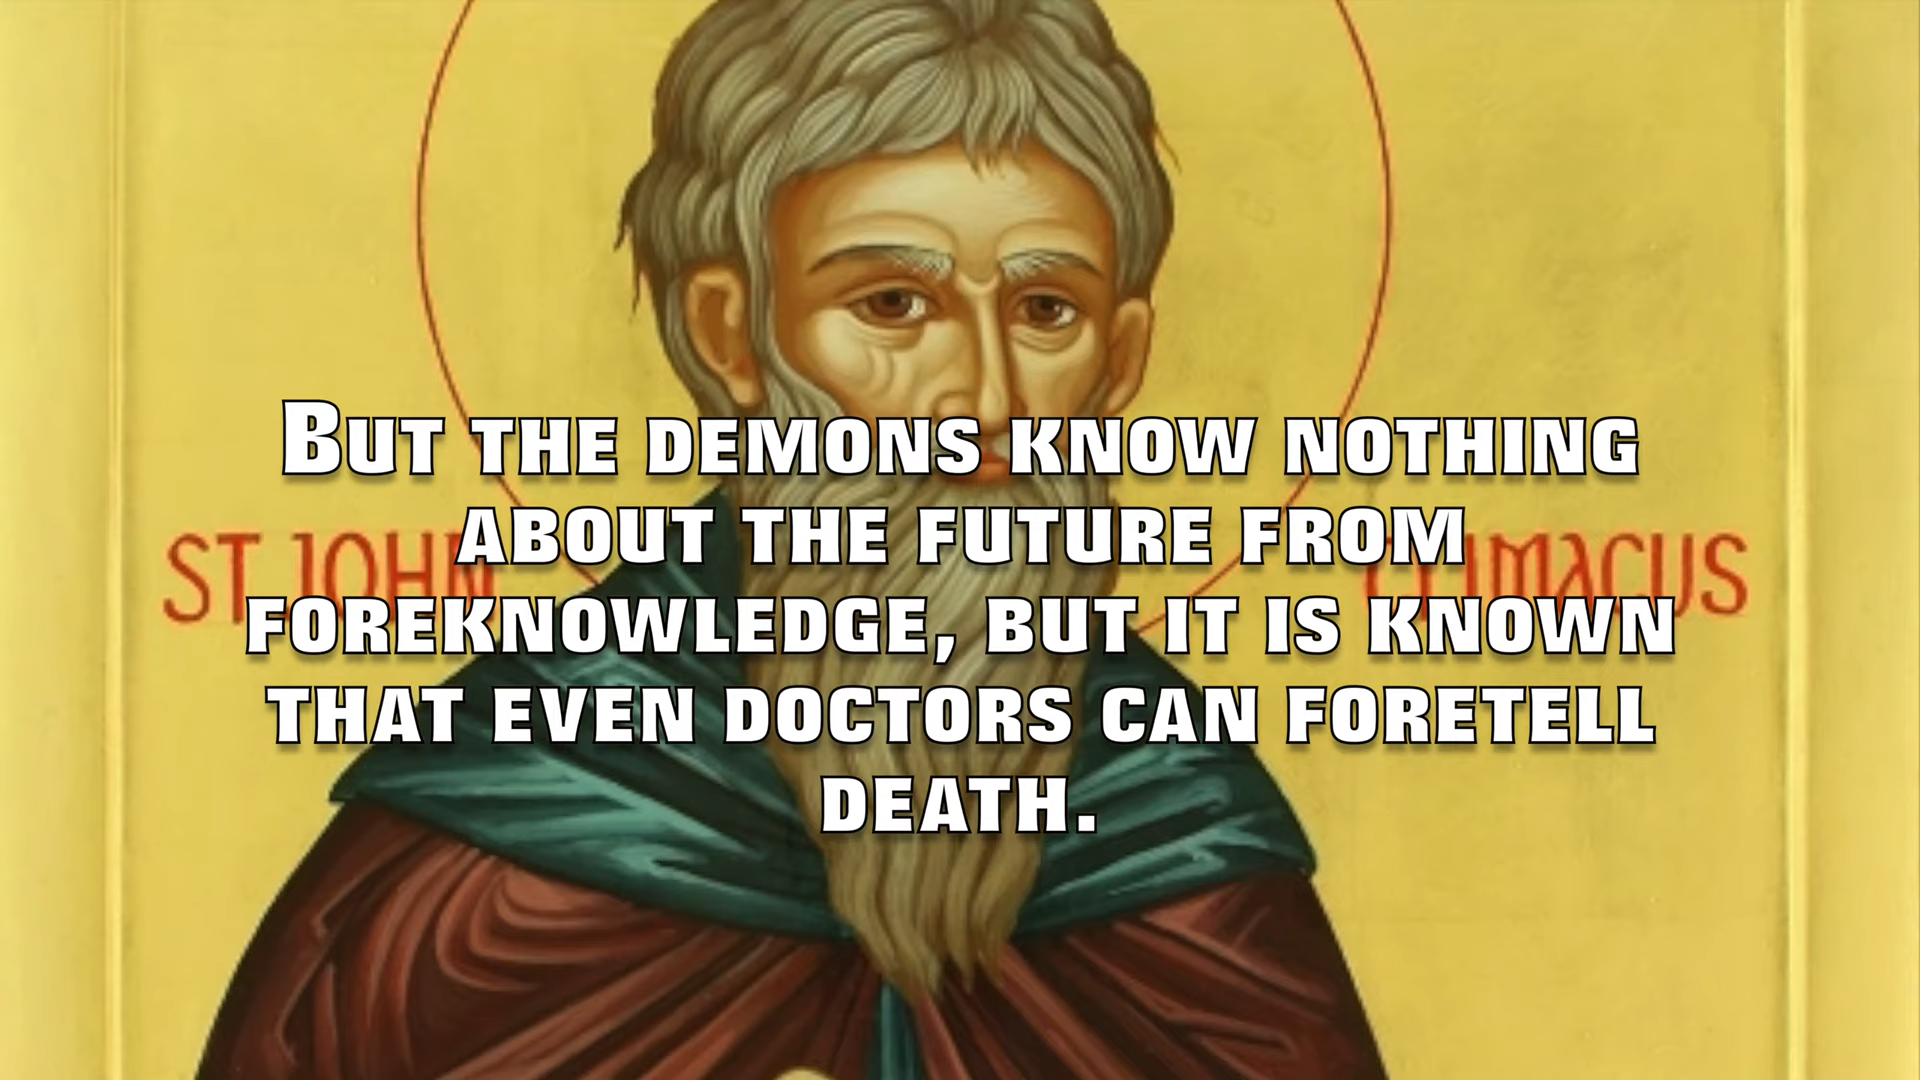 But the demons know nothing
about the future from
foreknowledge, but it is known
that even doctors can foretell
death.
ST JOHN CLIMACUS